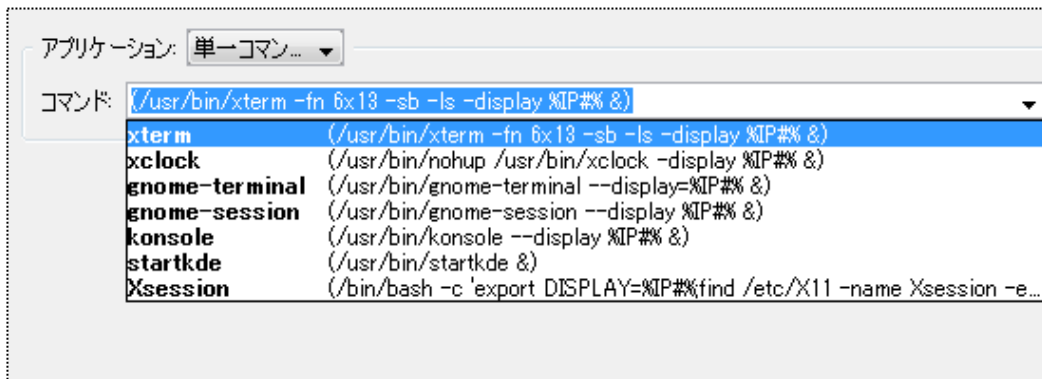 アプリケーション: 単一コマン...
コマンド: (/usr/bin/xterm -fn 6x13 -sb -ls -display %IP#% &)
xterm (/usr/bin/xterm -fn 6x13 -sb -ls -display %IP#% &)
xclock (/usr/bin/nohup /usr/bin/xclock -display %IP#% &)
gnome-terminal (/usr/bin/gnome-terminal --display=%IP#% &)
gnome-session (/usr/bin/gnome-session --display %IP#% &)
konsole (/usr/bin/konsole --display %IP#% &)
startkde (/usr/bin/startkde &)
Xsession (/bin/bash -c 'export DISPLAY=%IP#%;find /etc/X11 -name Xsession -e...